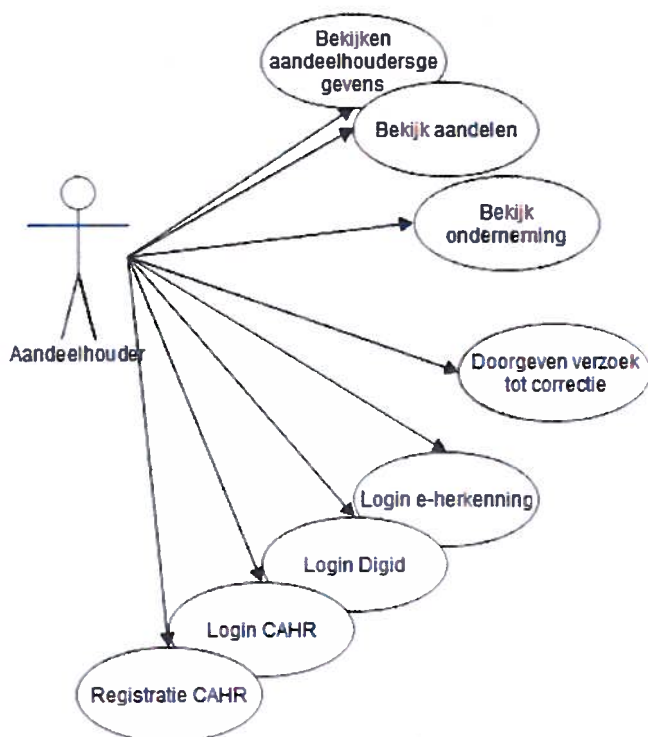 Bekijken
aandeelhoudersge
gevens
Bekijk aandelen
Bekijk
onderneming
Aandeelhouder
Doorgeven verzoek
tot correctie
Login e-herkenning
Login Digid
Login CAHR
Registratie CAHR